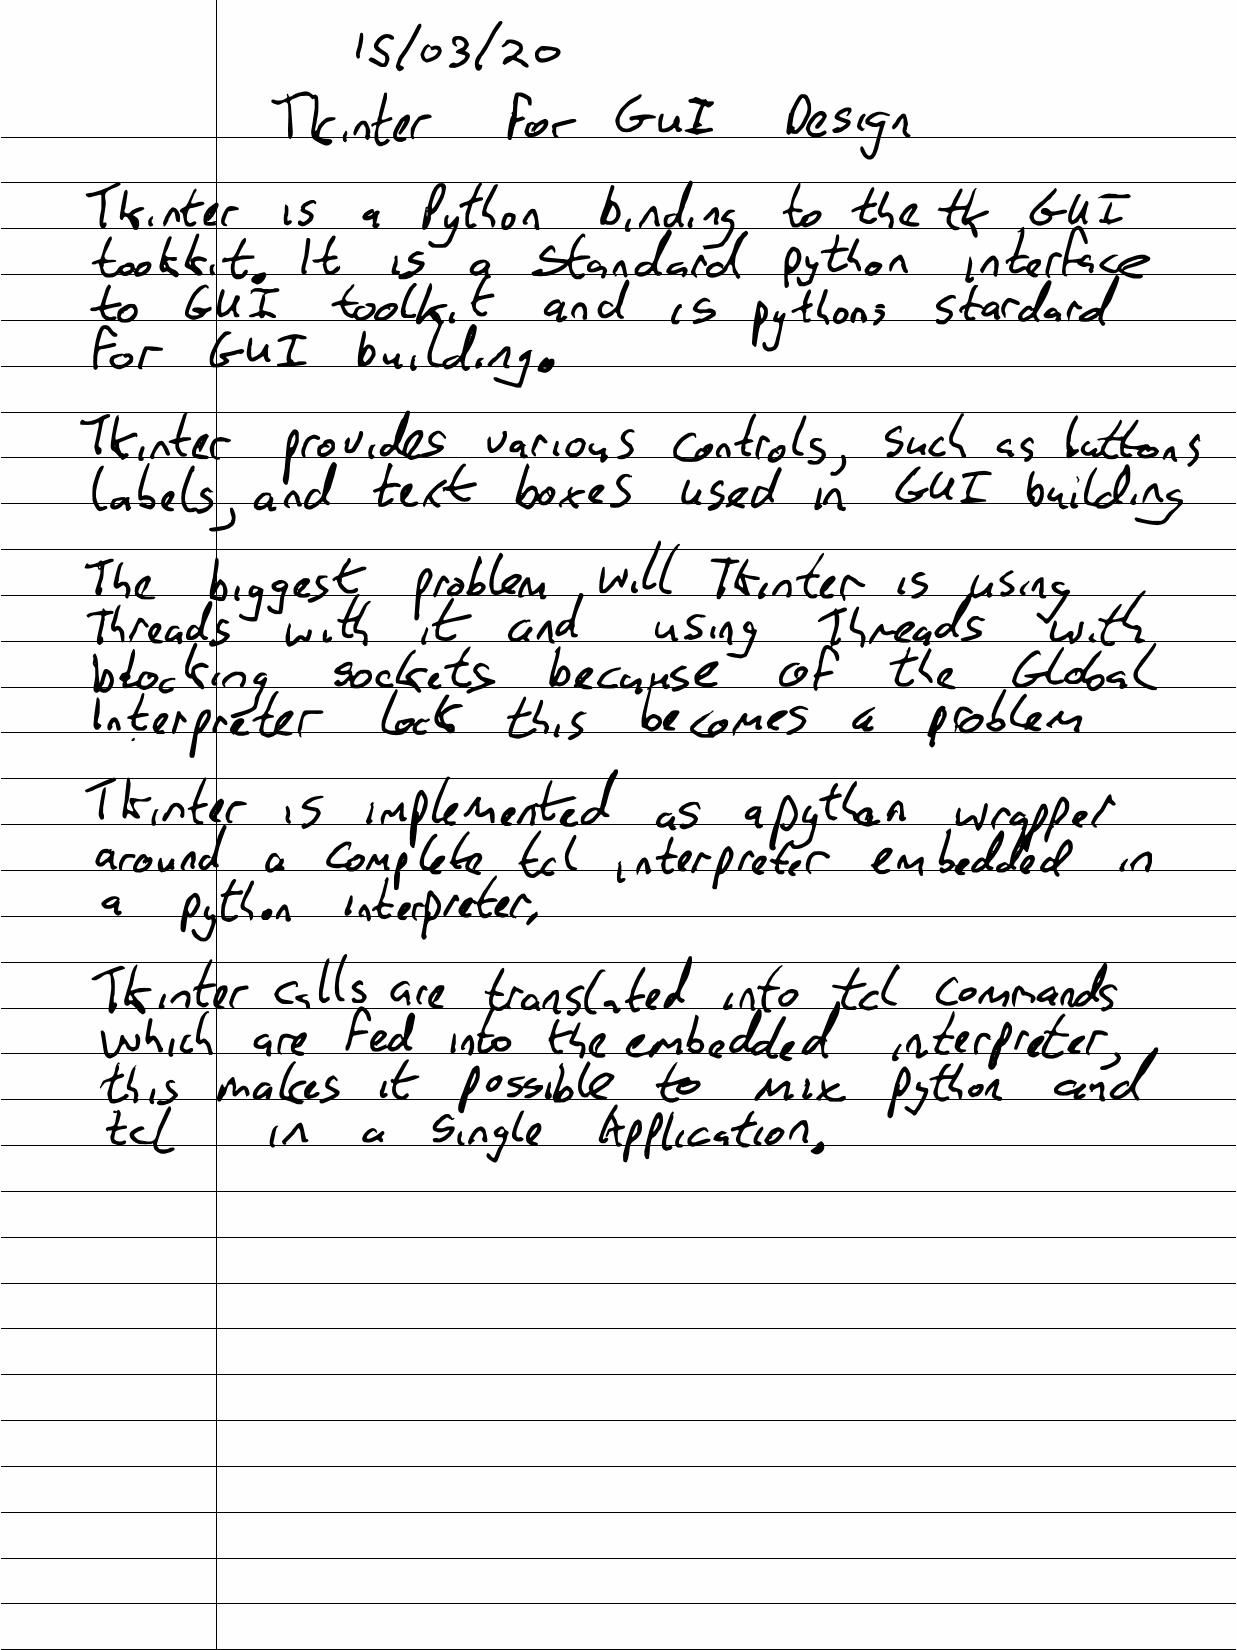 15/03/20
Tkinter For GUI Design
Tkinter is a Python binding to the tk GUI
tookkit. It is a standard python interface
to GUI toolkit and is pythons stardard
for GUI building.
Tkinter provides various controls, such as buttons
labels, and text boxes used in GUI building
The biggest problem will Tkinter is using
Threads with it and using Threads with
blocking sockets because of the Global
Interpreter lock this becomes a problem
Tkinter is implemented as a python wrapper
around a complete tcl interpreter embedded in
a python interpreter,
Tkinter calls are translated into tcl commands
which are fed into the embedded interpreter,
this makes it possible to mix python and
tcl in a single Application.